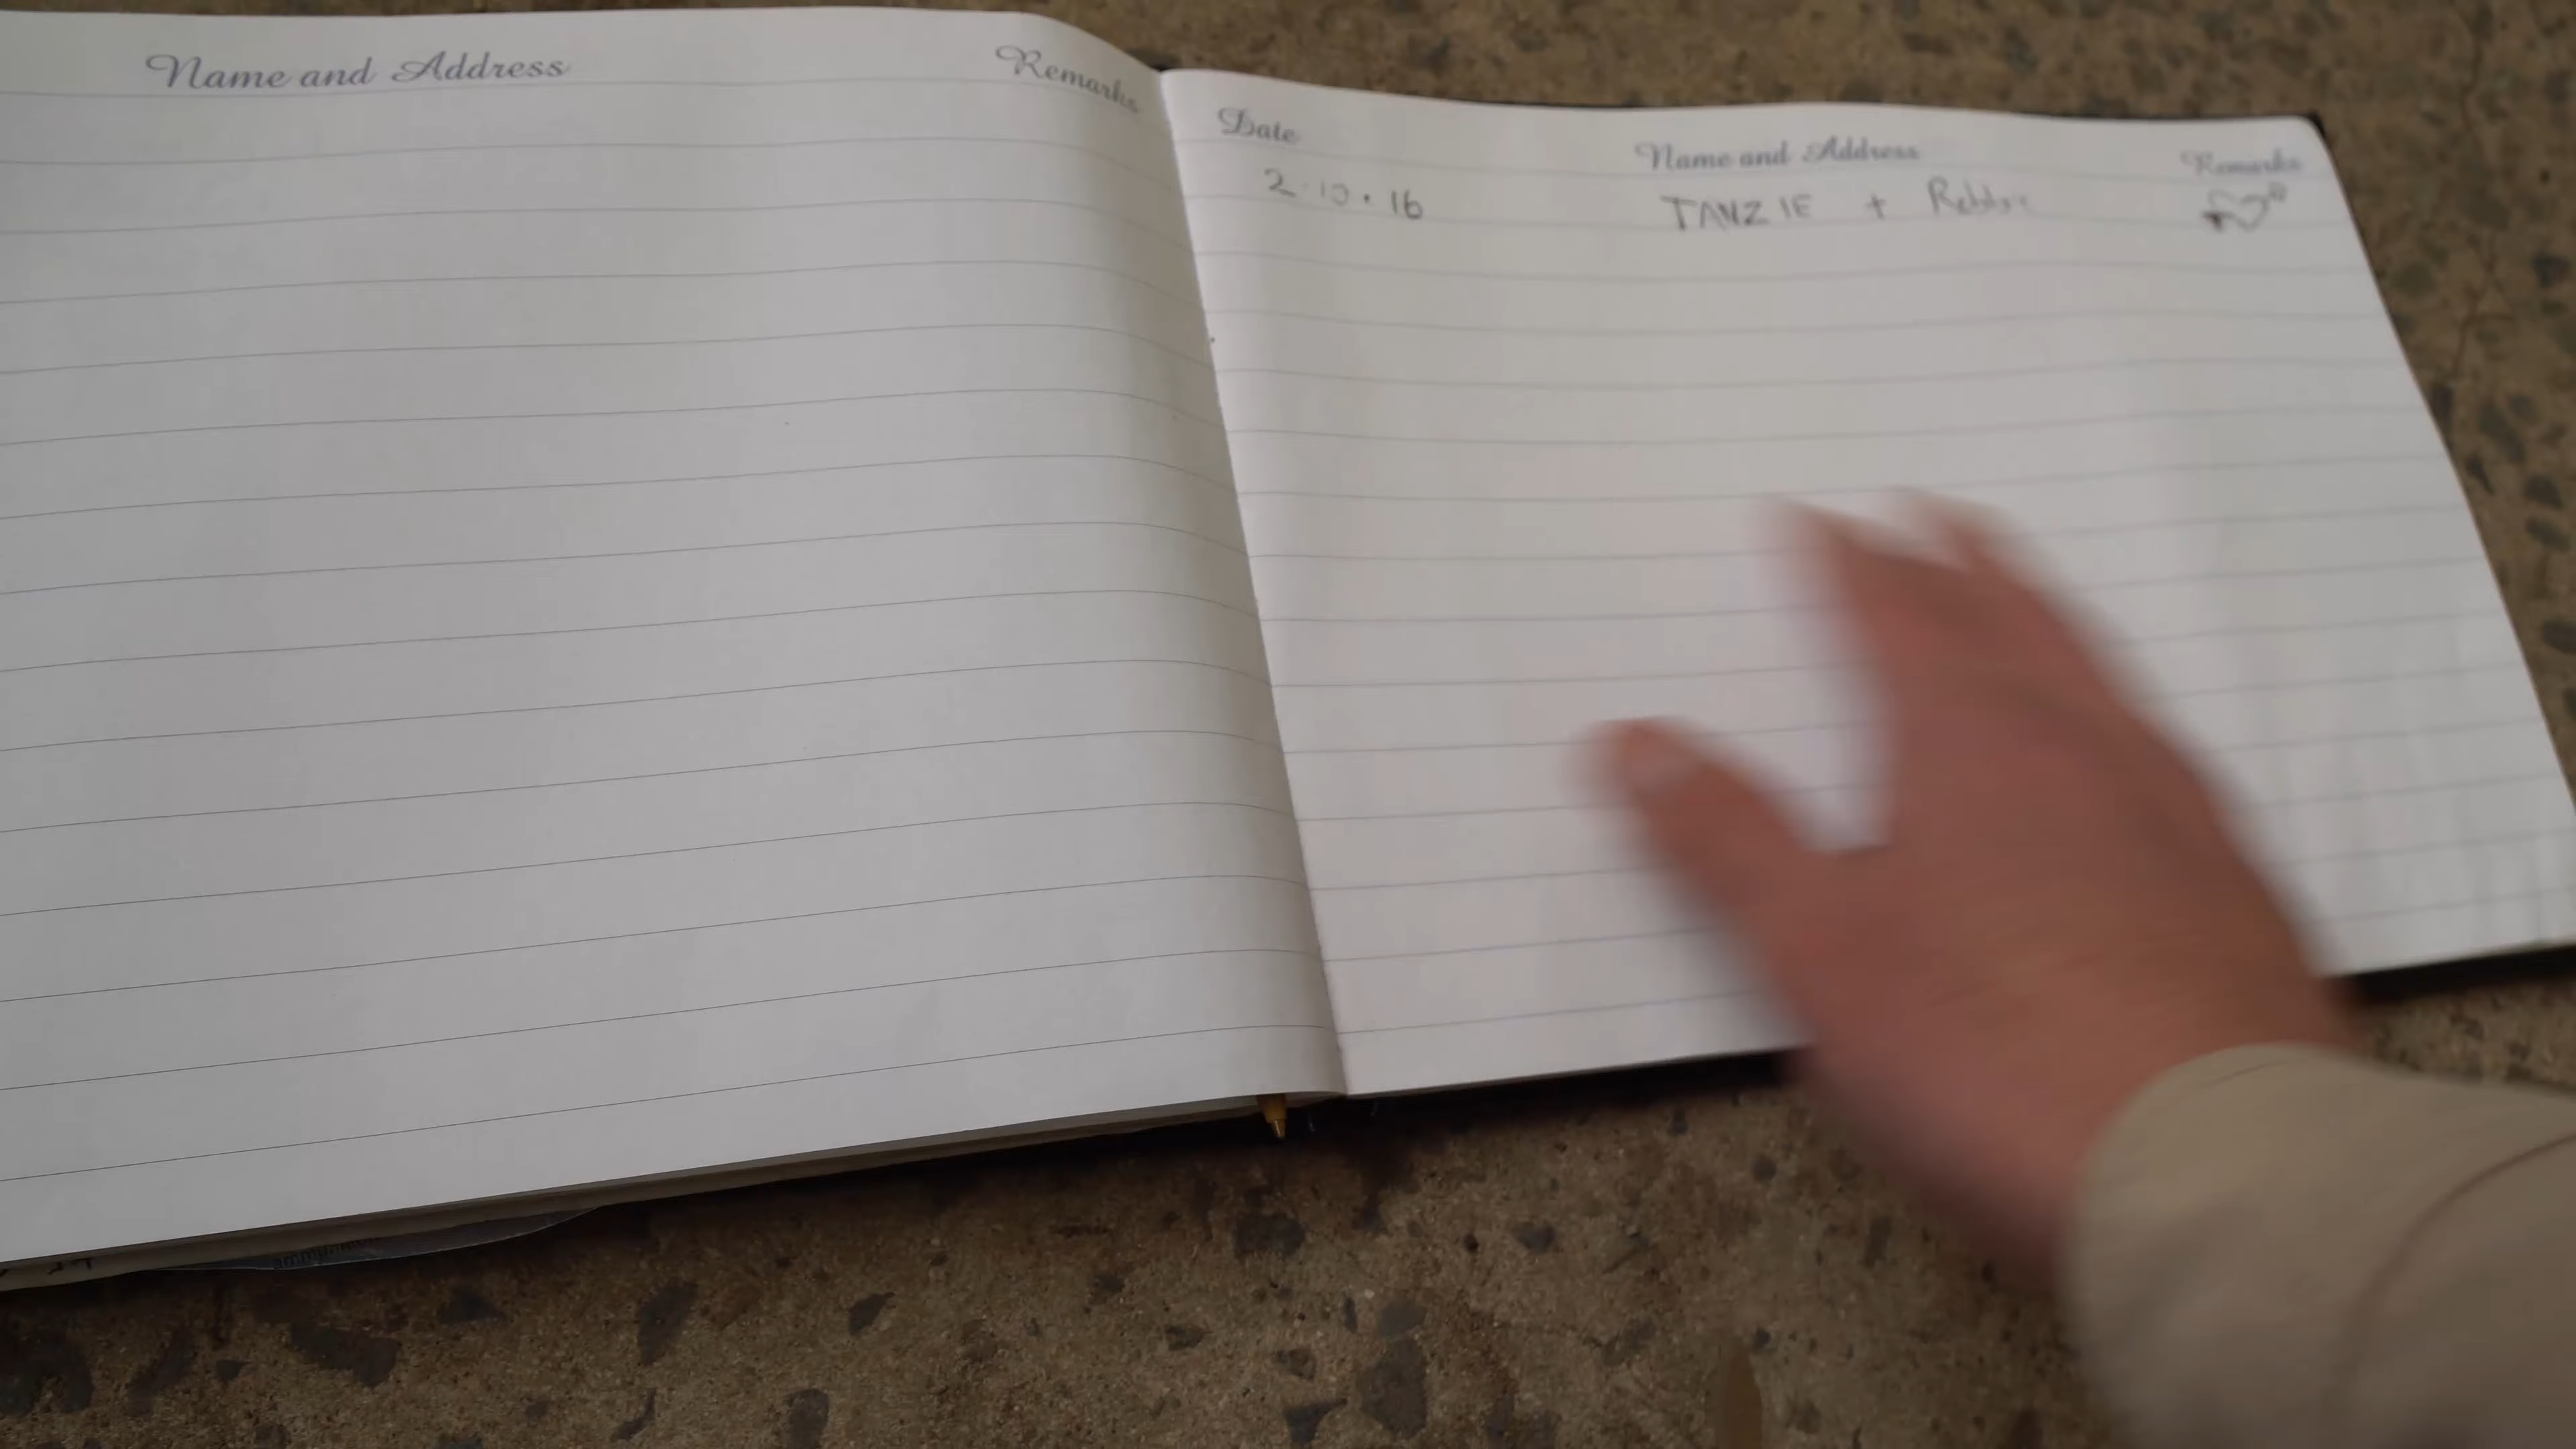 Name and Address Remarks
Date Name and Address Remarks
2.10.16 TANZIE +